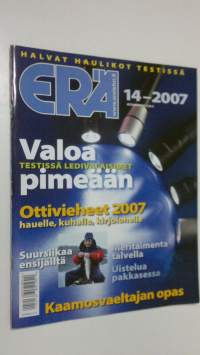 HALVAT HAULIKOT TESTISSÄ
ERÄ
14-2007
Valoa
TESTISSÄ LEDIVALAISIMET
pimeään
Ottivieheet 2007
hauelle, kuhalle, kirjolohelle
Suursiikaa
ensijäiltä
Meritaimenta
talvella
Uistelua
pakkasessa
Kaamosvaeltajan opas